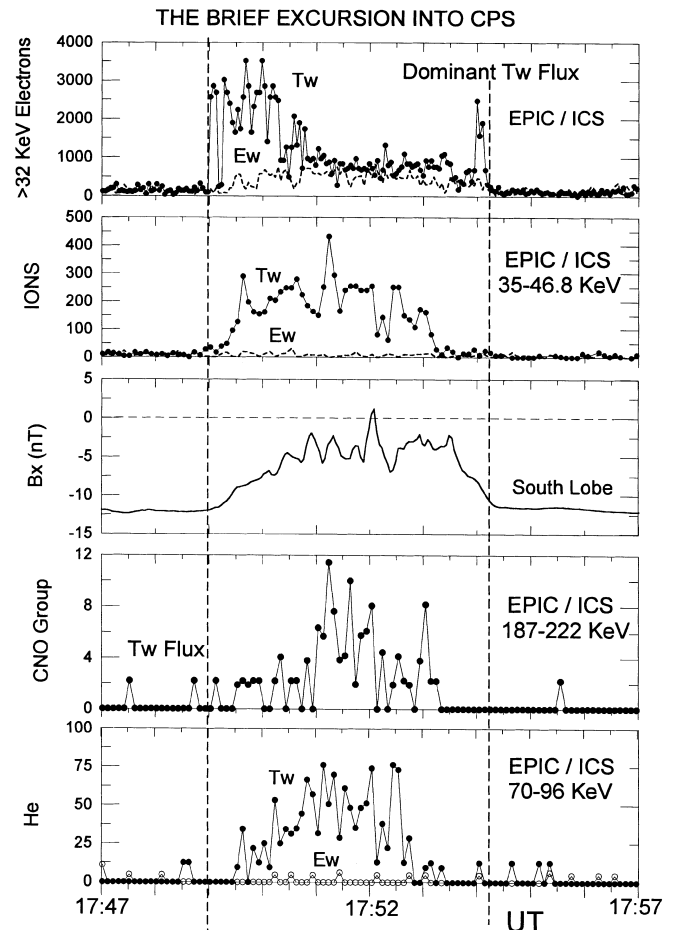 THE BRIEF EXCURSION INTO CPS
>32 KeV Electrons
4000
3000
2000
1000
0
Tw
Ew
Dominant Tw Flux
EPIC / ICS
IONS
500
400
300
200
100
0
Tw
Ew
EPIC / ICS
35-46.8 KeV
Bx (nT)
5
0
-5
-10
-15
South Lobe
CNO Group
12
8
4
0
Tw Flux
EPIC / ICS
187-222 KeV
He
100
75
50
25
0
Tw
Ew
EPIC / ICS
70-96 KeV
17:47
17:52
17:57
UT